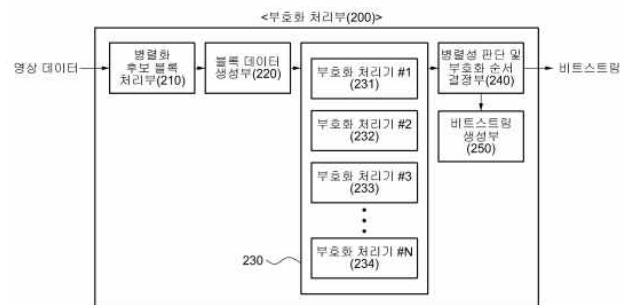 <부호화 처리부(200)>
영상 데이터
병렬화
후보 블록
처리부(210)
블록 데이터
생성부(220)
부호화 처리기 #1
(231)
부호화 처리기 #2
(232)
부호화 처리기 #3
(233)
부호화 처리기 #N
(234)
230
병렬성 판단 및
부호화 순서
결정부(240)
비트스트링
생성부(250)
비트스트링